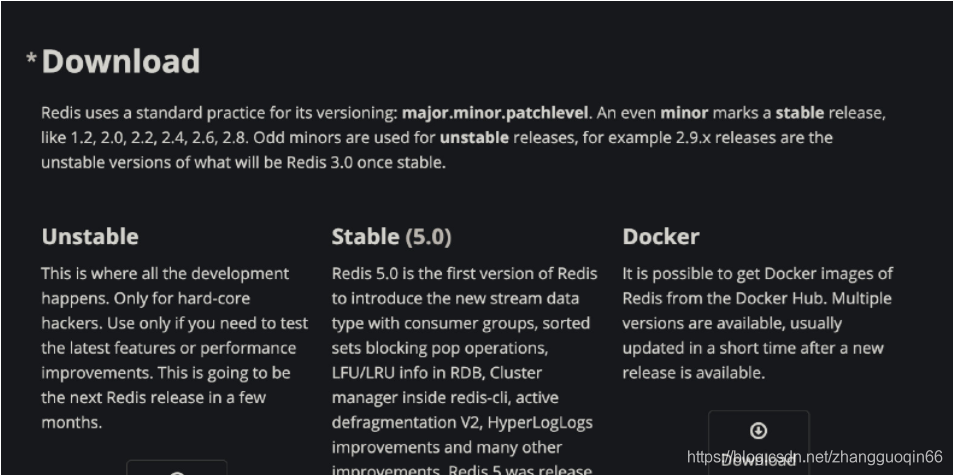 *Download
Redis uses a standard practice for its versioning: major.minor.patchlevel. An even minor marks a stable release,
like 1.2, 2.0, 2.2, 2.4, 2.6, 2.8. Odd minors are used for unstable releases, for example 2.9.x releases are the
unstable versions of what will be Redis 3.0 once stable.
Unstable
This is where all the development
happens. Only for hard-core
hackers. Use only if you need to test
the latest features or performance
improvements. This is going to be
the next Redis release in a few
months.
Stable (5.0)
Redis 5.0 is the first version of Redis
to introduce the new stream data
type with consumer groups, sorted
sets blocking pop operations,
LFU/LRU info in RDB, Cluster
manager inside redis-cli, active
defragmentation V2, HyperLogLogs
improvements and many other
improvements. Redis 5 was release
Docker
It is possible to get Docker images of
Redis from the Docker Hub. Multiple
versions are available, usually
updated in a short time after a new
release is available.
Download
https://blog.csdn.net/zhangguoqin66